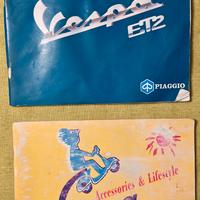 Vespa
ET2
PIAGGIO
Accessories & Lifestyle